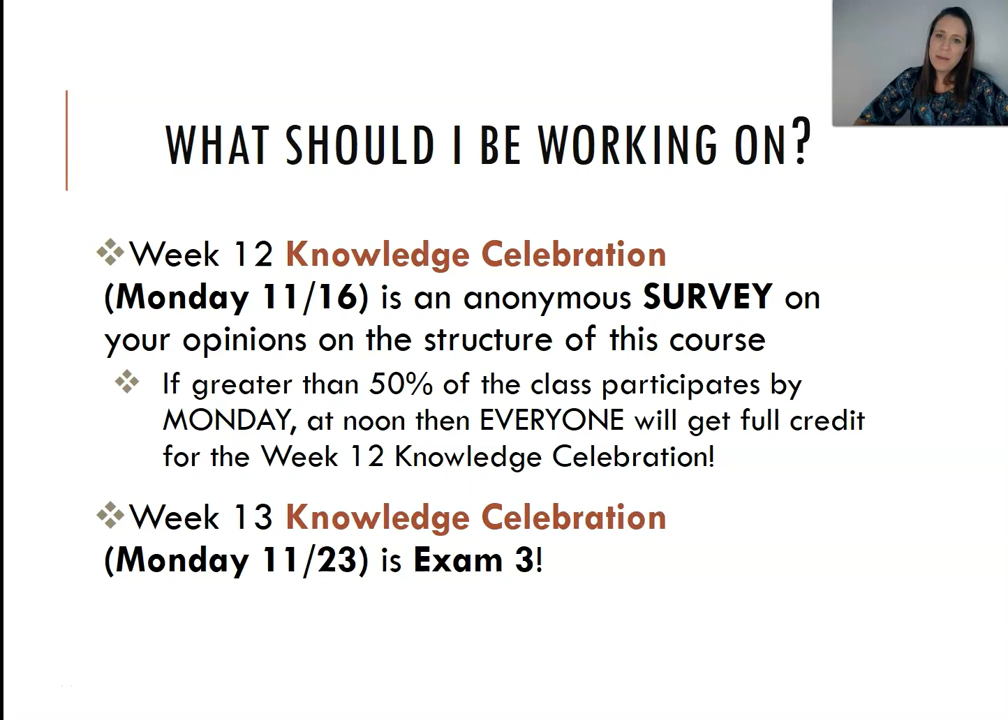 WHAT SHOULD I BE WORKING ON?
Week 12 Knowledge Celebration
(Monday 11/16) is an anonymous SURVEY on
your opinions on the structure of this course
If greater than 50% of the class participates by
MONDAY, at noon then EVERYONE will get full credit
for the Week 12 Knowledge Celebration!
Week 13 Knowledge Celebration
(Monday 11/23) is Exam 3!